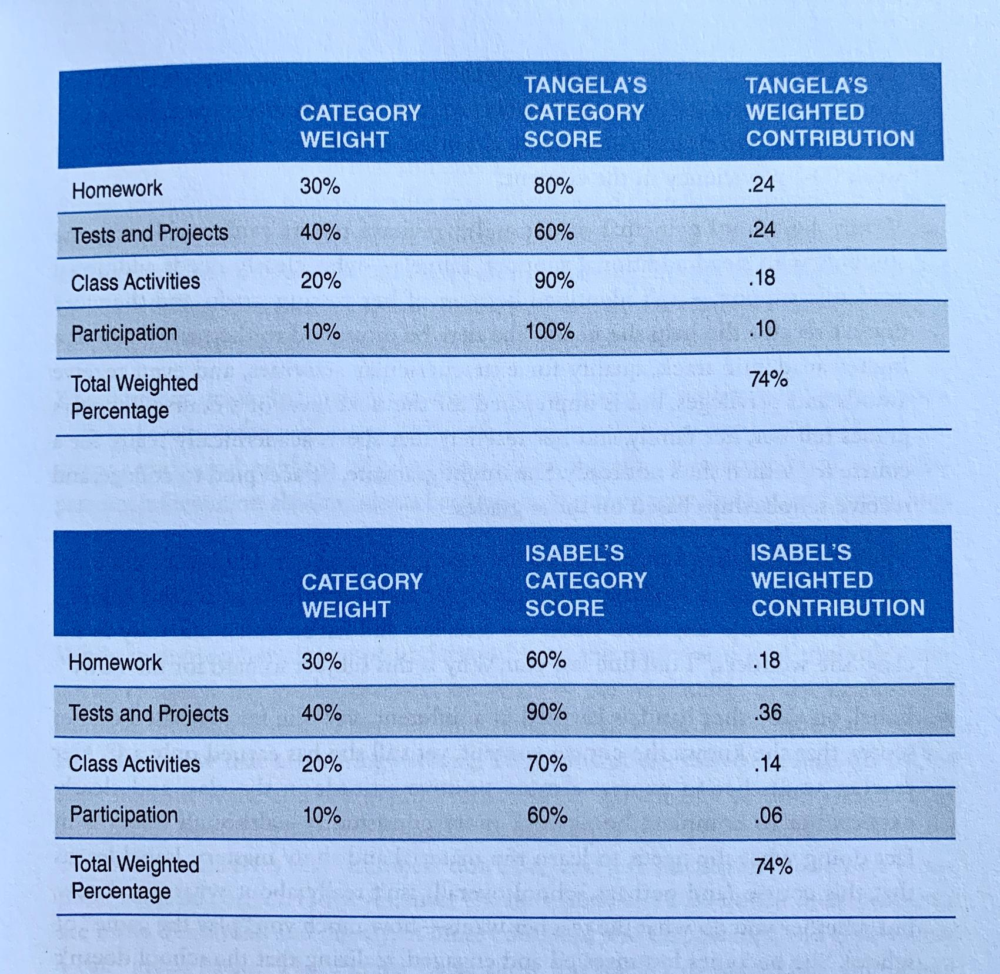 CATEGORY WEIGHT TANGELA'S CATEGORY SCORE TANGELA'S WEIGHTED CONTRIBUTION
Homework 30% 80% .24
Tests and Projects 40% 60% .24
Class Activities 20% 90% .18
Participation 10% 100% .10
Total Weighted 74%
Percentage
CATEGORY WEIGHT ISABEL'S CATEGORY SCORE ISABEL'S WEIGHTED CONTRIBUTION
Homework 30% 60% .18
Tests and Projects 40% 90% .36
Class Activities 20% 70% .14
Participation 10% 60% .06
Total Weighted 74%
Percentage